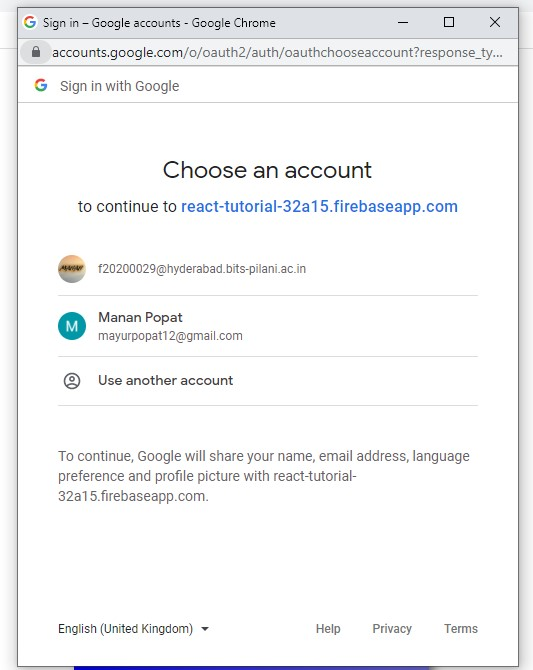 Sign in – Google accounts - Google Chrome
accounts.google.com/o/oauth2/auth/oauthchooseaccount?response_ty...
Sign in with Google
Choose an account
to continue to react-tutorial-32a15.firebaseapp.com
f20200029@hyderabad.bits-pilani.ac.in
M
Manan Popat
mayurpopat12@gmail.com
Use another account
To continue, Google will share your name, email address, language
preference and profile picture with react-tutorial-
32a15.firebaseapp.com.
English (United Kingdom)
Help Privacy Terms